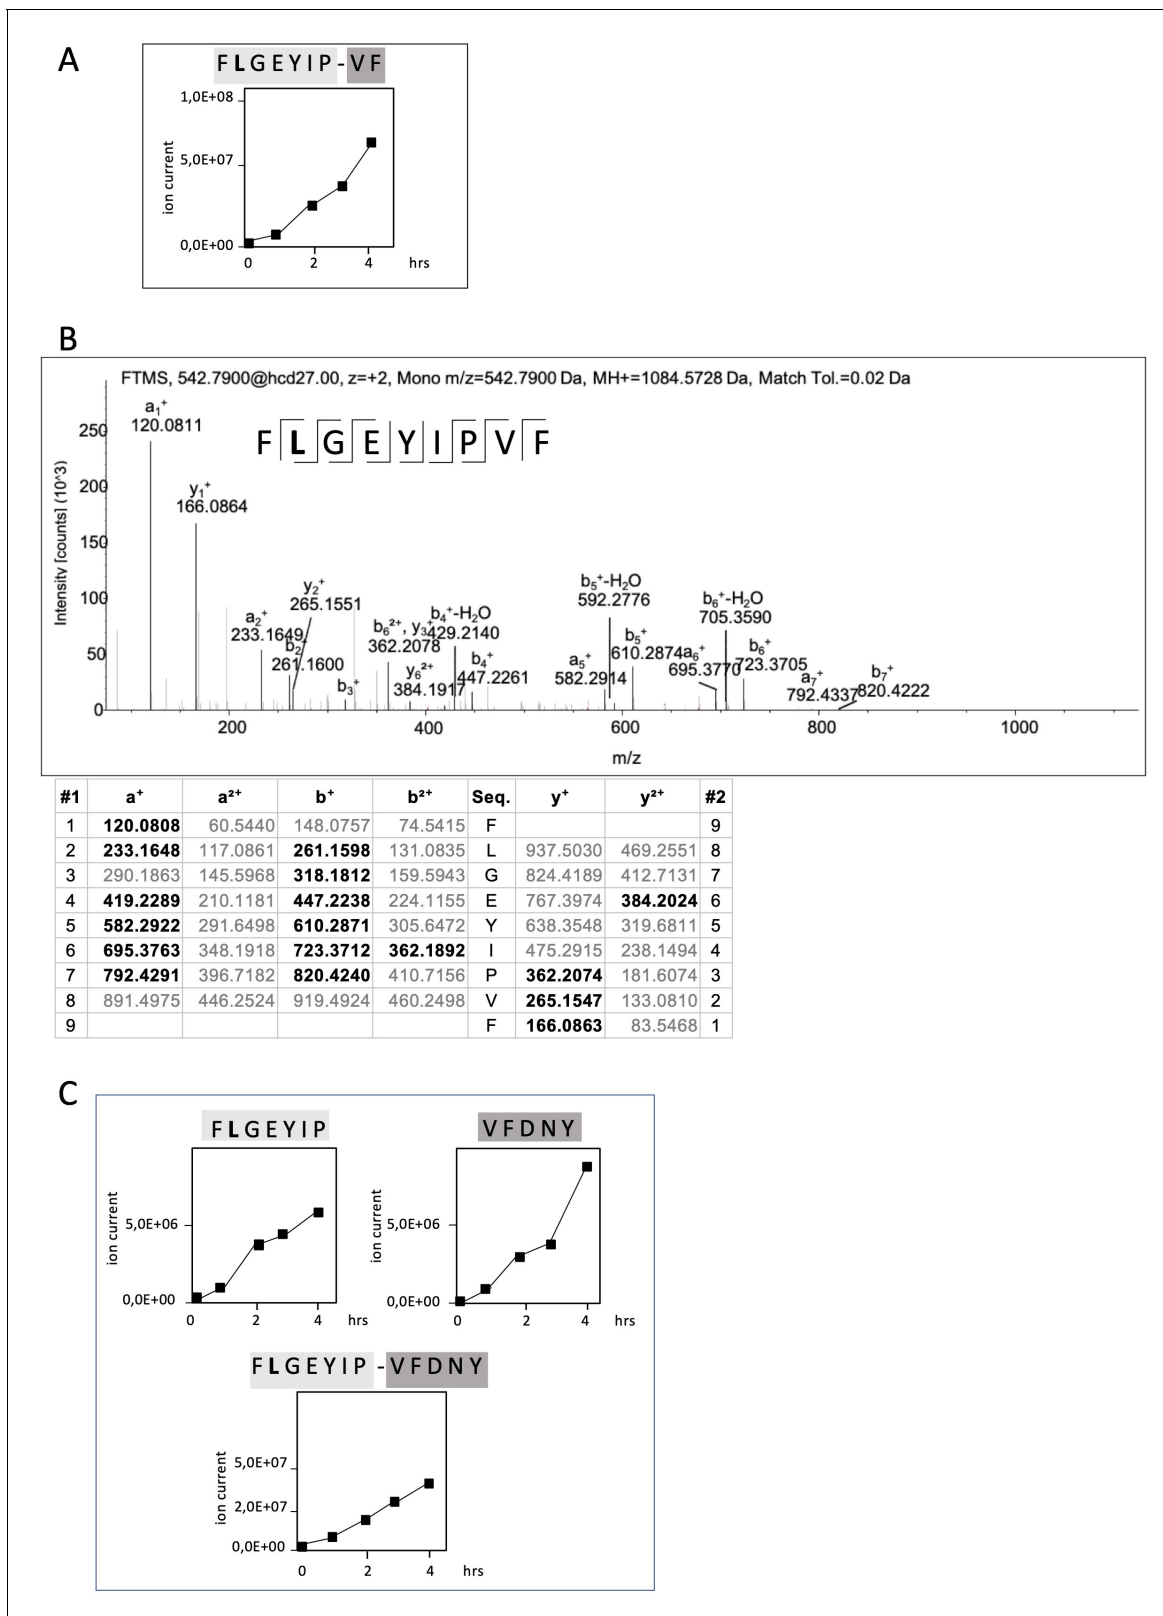 A
F L G E Y I P - V F
1,0E+08
5,0E+07
0,0E+00
ion current
0 2 4 hrs
B
FTMS, 542.7900@hcd27.00, z=+2, Mono m/z=542.7900 Da, MH+=1084.5728 Da, Match Tol.=0.02 Da
F L G E Y I P V F
Intensity [counts] (10^3)
250
200
150
100
50
0
a₁⁺
120.0811
y₁⁺
166.0864
a₂⁺
233.1649
b₂
261.1600
y₂⁺
265.1551
b₃⁺
b₆²⁺, y₃⁺
362.2078
y₆²⁺
384.1917
b₄⁺-H₂O
429.2140
b₄⁺
447.2261
a₅⁺
582.2914
b₅⁺-H₂O
592.2776
b₅⁺
610.2874
a₆⁺
695.3770
b₆⁺-H₂O
705.3590
b₆⁺
723.3705
a₇⁺
792.4337
b₇⁺
820.4222
200 400 600 800 1000
m/z
#1 a⁺ a²⁺ b⁺ b²⁺ Seq. y⁺ y²⁺ #2
1 120.0808 60.5440 148.0757 74.5415 F 9
2 233.1648 117.0861 261.1598 131.0835 L 937.5030 469.2551 8
3 290.1863 145.5968 318.1812 159.5943 G 824.4189 412.7131 7
4 419.2289 210.1181 447.2238 224.1155 E 767.3974 384.2024 6
5 582.2922 291.6498 610.2871 305.6472 Y 638.3548 319.6811 5
6 695.3763 348.1918 723.3712 362.1892 I 475.2915 238.1494 4
7 792.4291 396.7182 820.4240 410.7156 P 362.2074 181.6074 3
8 891.4975 446.2524 919.4924 460.2498 V 265.1547 133.0810 2
9 F 166.0863 83.5468 1
C
F L G E Y I P
ion current
5,0E+06
0,0E+00
0 2 4 hrs
V F D N Y
ion current
5,0E+06
0,0E+00
0 2 4 hrs
F L G E Y I P - V F D N Y
ion current
5,0E+07
2,0E+07
0,0E+00
0 2 4 hrs